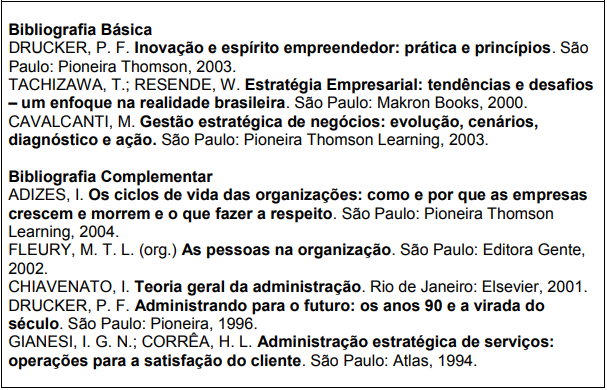 Bibliografia Básica
DRUCKER, P. F. Inovação e espírito empreendedor: prática e princípios. São
Paulo: Pioneira Thomson, 2003.
TACHIZAWA, T.; RESENDE, W. Estratégia Empresarial: tendências e desafios
– um enfoque na realidade brasileira. São Paulo: Makron Books, 2000.
CAVALCANTI, M. Gestão estratégica de negócios: evolução, cenários,
diagnóstico e ação. São Paulo: Pioneira Thomson Learning, 2003.
Bibliografia Complementar
ADIZES, I. Os ciclos de vida das organizações: como e por que as empresas
crescem e morrem e o que fazer a respeito. São Paulo: Pioneira Thomson
Learning, 2004.
FLEURY, M. T. L. (org.) As pessoas na organização. São Paulo: Editora Gente,
2002.
CHIAVENATO, I. Teoria geral da administração. Rio de Janeiro: Elsevier, 2001.
DRUCKER, P. F. Administrando para o futuro: os anos 90 e a virada do
século. São Paulo: Pioneira, 1996.
GIANESI, I. G. N.; CORRÊA, H. L. Administração estratégica de serviços:
operações para a satisfação do cliente. São Paulo: Atlas, 1994.